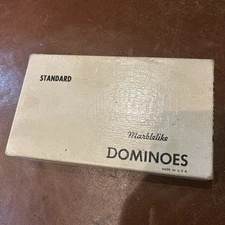 STANDARD
Marblelike
DOMINOES
MADE IN U.S.A.